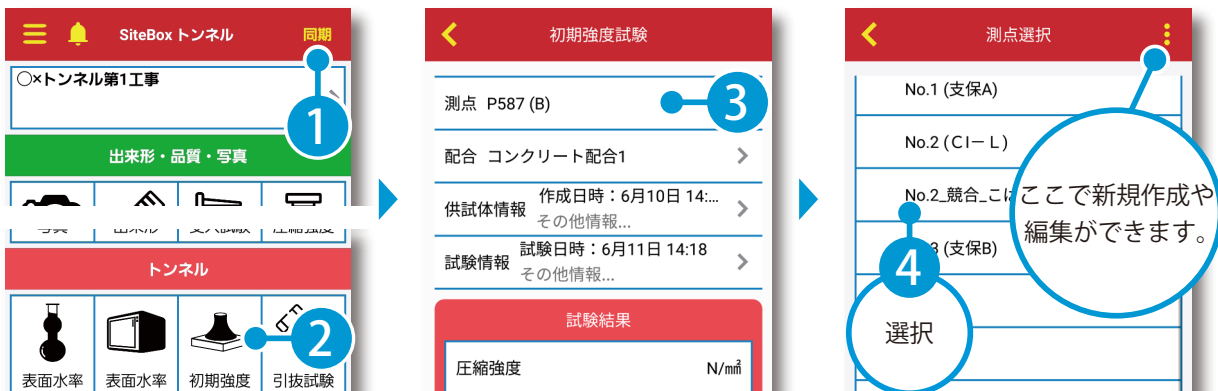 SiteBox トンネル
同期
○×トンネル第1工事
1
出来形・品質・写真
トンネル
2
表面水率
表面水率
初期強度
引抜試験
初期強度試験
測点 P587 (B)
3
配合 コンクリート配合1
供試体情報
作成日時：6月10日 14:...
その他情報...
試験情報
試験日時：6月11日 14:18
その他情報...
試験結果
圧縮強度
N/㎟
測点選択
No.1 (支保A)
No.2 (CI－L)
No.2_競合_こ
(支保B)
ここで新規作成や
編集ができます。
4
選択